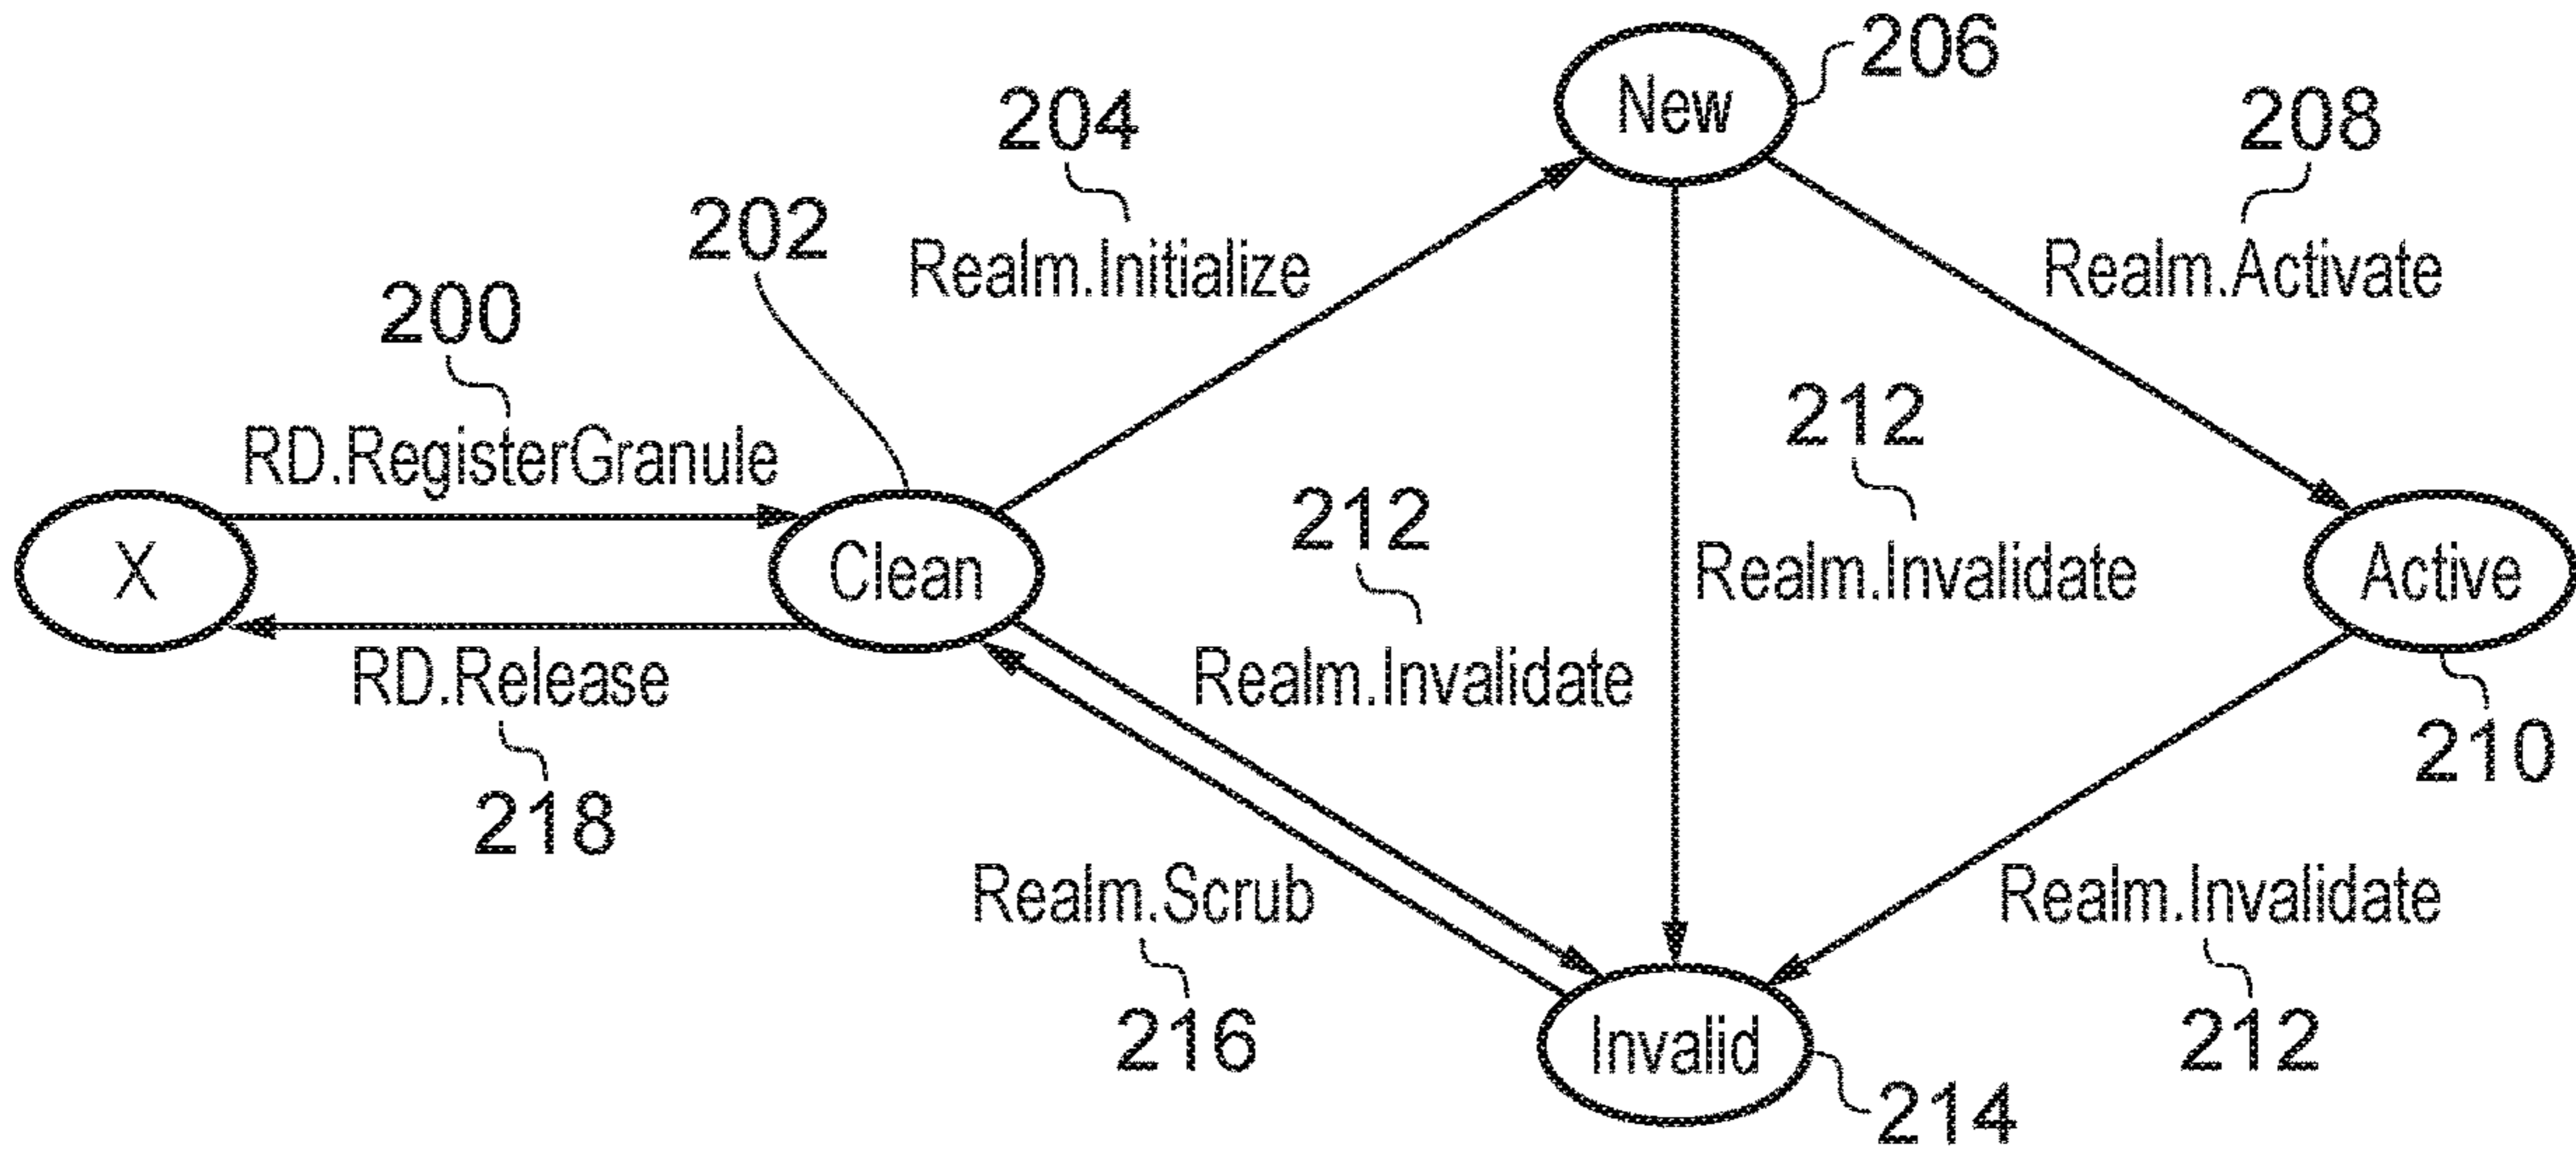 206
New
204
208
202
Realm.Initialize
Realm.Activate
200
212
RD.RegisterGranule
212
X
Clean
Realm.Invalidate
Active
RD.Release
Realm.Invalidate
210
218
Realm.Scrub
Realm.Invalidate
216
Invalid
212
214